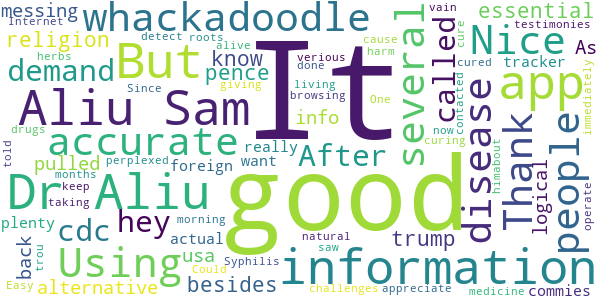 messing whackadoodle essential
internet detect roots cause alive harm vain testimonies
religion But know herbs verious done called Nice cure As
demand pence Since living browsing several tracker
Aliu Sam giving One info cured app immediately
accurate really After disease contacted people
drugs pulled foreign want It good now curing Thank logical himabout
told months perplexed
Dr Aliu keep taking morning natural saw trump operate
plenty cdc hey actual
back trou Using usa Syphilis information
Easy alternative besides Could challenges appreciate medicine commies